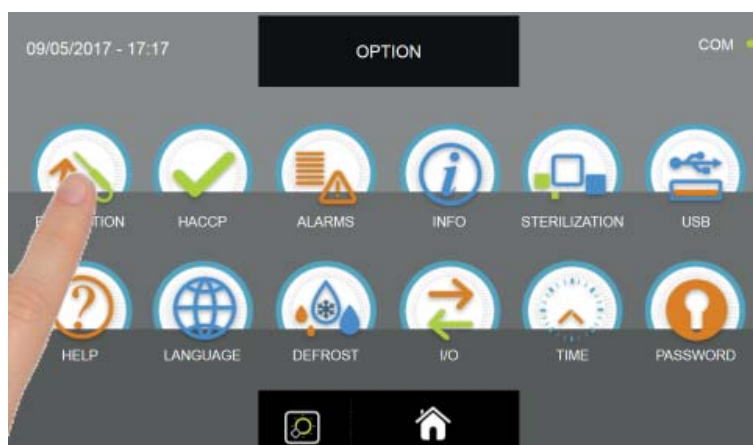 09/05/2017 - 17:17
OPTION
COM
HACCP
ALARMS
INFO
STERILIZATION
USB
HELP
LANGUAGE
DEFROST
I/O
TIME
PASSWORD